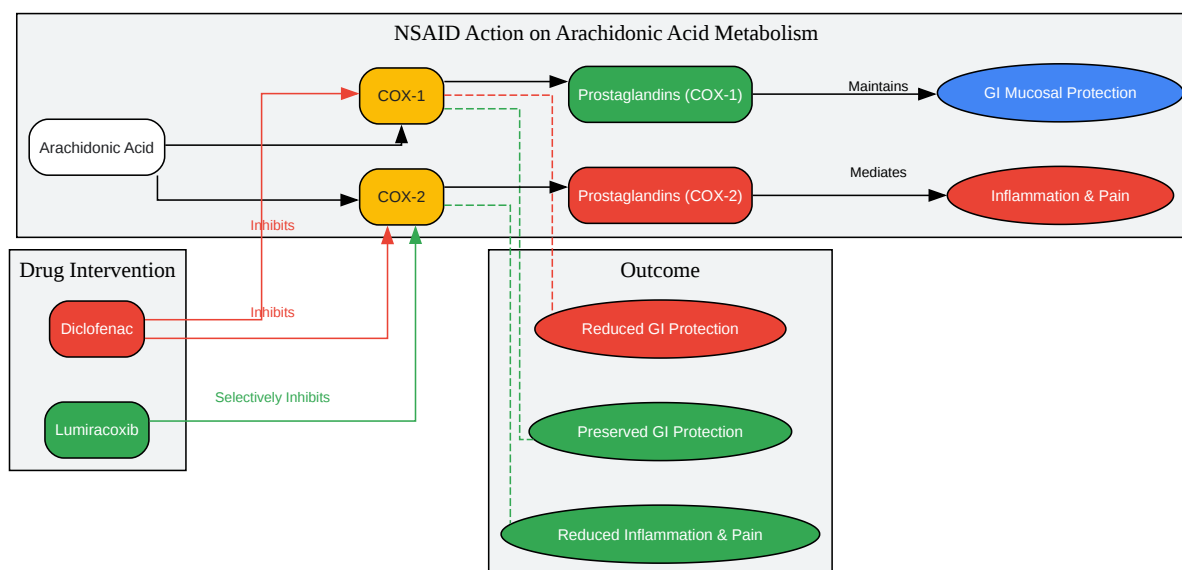 NSAID Action on Arachidonic Acid Metabolism
COX-1
Prostaglandins (COX-1)
Maintains
GI Mucosal Protection
Arachidonic Acid
COX-2
Prostaglandins (COX-2)
Mediates
Inflammation & Pain
Inhibits
Drug Intervention
Outcome
Diclofenac
Inhibits
Reduced GI Protection
Selectively Inhibits
Lumiracoxib
Preserved GI Protection
Reduced Inflammation & Pain